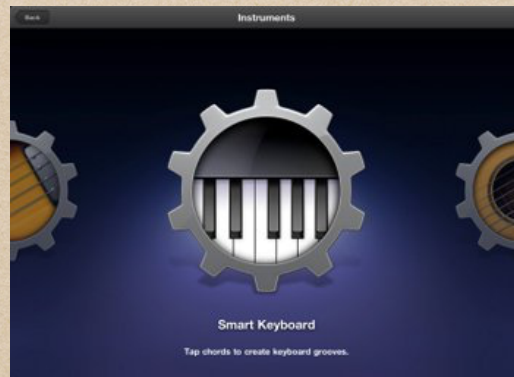 Back
Instruments
Smart Keyboard
Tap chords to create keyboard grooves.